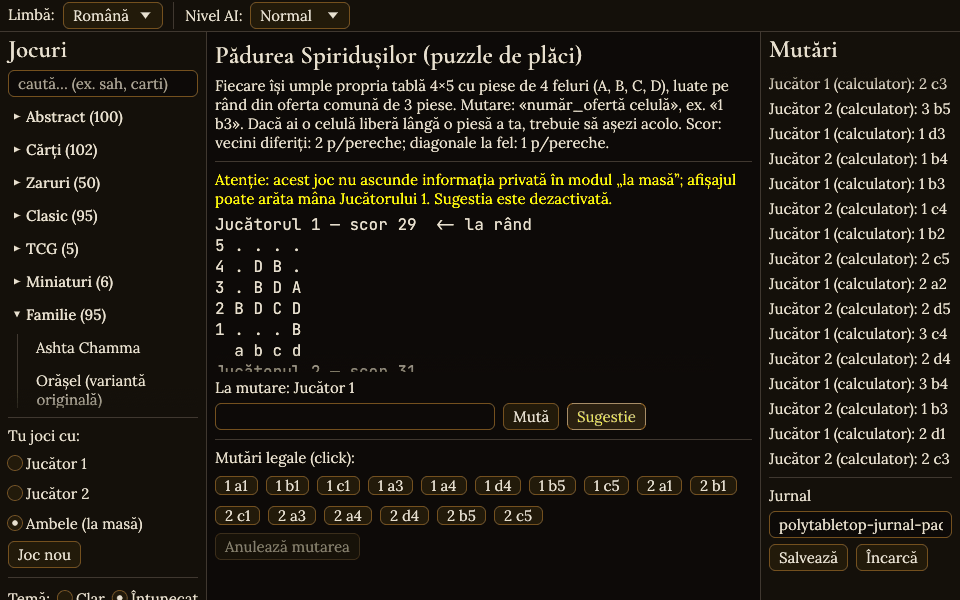 Limbă: Română ▼ Nivel AI: Normal ▼
Jocuri
caută... (ex. sah, carti)
▸ Abstract (100)
▸ Cărți (102)
▸ Zaruri (50)
▸ Clasic (95)
▸ TCG (5)
▸ Miniaturi (6)
▾ Familie (95)
Ashta Chamma
Orășel (variantă
originală)
Tu joci cu:
Jucător 1
Jucător 2
Ambele (la masă)
Joc nou
Temă: Clar Întunecat
Pădurea Spiridușilor (puzzle de plăci)
Fiecare își umple propria tablă 4×5 cu piese de 4 feluri (A, B, C, D), luate pe
rând din oferta comună de 3 piese. Mutare: «număr_ofertă celulă», ex. «1
b3». Dacă ai o celulă liberă lângă o piesă a ta, trebuie să așezi acolo. Scor:
vecini diferiți: 2 p/pereche; diagonale la fel: 1 p/pereche.
Atenție: acest joc nu ascunde informația privată în modul „la masă”; afișajul
poate arăta mâna Jucătorului 1. Sugestia este dezactivată.
Jucătorul 1 — scor 29 <- la rând
5 . . . .
4 . D B .
3 . B D A
2 B D C D
1 . . . B
a b c d
Jucătorul 2 — scor 31
La mutare: Jucător 1
Mută Sugestie
Mutări legale (click):
1 a1 1 b1 1 c1 1 a3 1 a4 1 d4 1 b5 1 c5 2 a1 2 b1
2 c1 2 a3 2 a4 2 d4 2 b5 2 c5
Anulează mutarea
Mutări
Jucător 1 (calculator): 2 c3
Jucător 2 (calculator): 3 b5
Jucător 1 (calculator): 1 d3
Jucător 2 (calculator): 1 b4
Jucător 1 (calculator): 1 b3
Jucător 2 (calculator): 1 c4
Jucător 1 (calculator): 1 b2
Jucător 2 (calculator): 2 c5
Jucător 1 (calculator): 2 a2
Jucător 2 (calculator): 2 d5
Jucător 1 (calculator): 3 c4
Jucător 2 (calculator): 2 d4
Jucător 1 (calculator): 3 b4
Jucător 2 (calculator): 1 b3
Jucător 1 (calculator): 2 d1
Jucător 2 (calculator): 2 c3
Jurnal
polytabletop-jurnal-pad
Salvează Încarcă